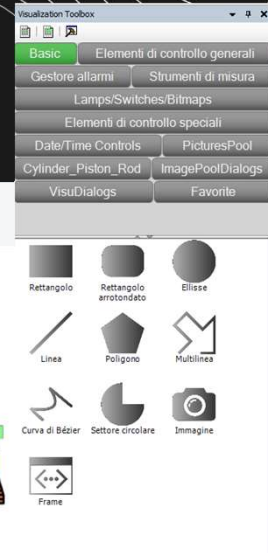 Visualization Toolbox
Basic
Elementi di controllo generali
Gestore allarmi
Strumenti di misura
Lamps/Switches/Bitmaps
Elementi di controllo speciali
Date/Time Controls
PicturesPool
Cylinder_Piston_Rod
ImagePoolDialogs
VisuDialogs
Favorite
Rettangolo
Rettangolo
arrotondato
Ellisse
Linea
Poligono
Multilinea
Curva di Bézier
Settore circolare
Immagine
Frame